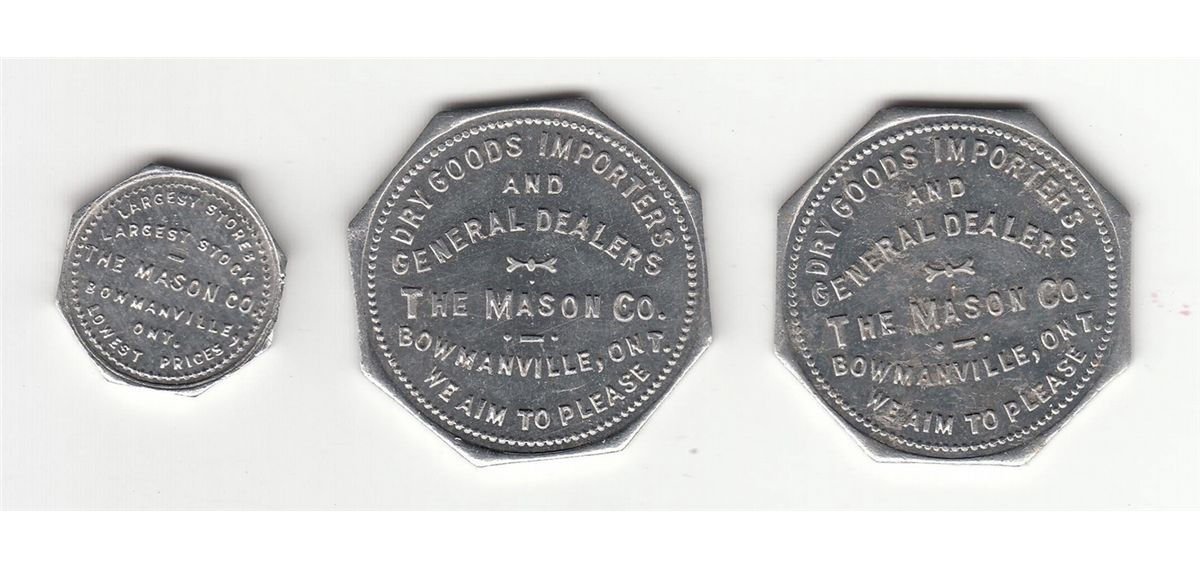 LARGEST STORES
LARGEST STOCK
THE MASON CO.
BOWMANVILLE,
ONT.
LOWEST PRICES
DRY GOODS IMPORTERS
AND
GENERAL DEALERS
THE MASON CO.
BOWMANVILLE, ONT.
WE AIM TO PLEASE
DRY GOODS IMPORTERS
AND
GENERAL DEALERS
THE MASON CO.
BOWMANVILLE, ONT.
WE AIM TO PLEASE